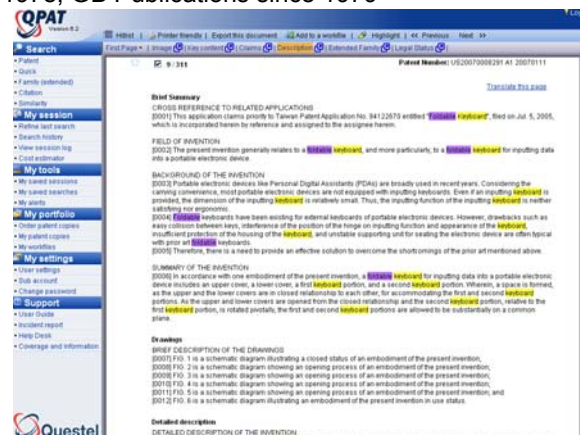 QPAT
Version 8.2
Hitlist | Printer friendly | Export this document Add to a workfile | Highlight | << Previous Next >>
Search
First Page | Image | Key content | Claims | Description | Extended Family | Legal Status
• Patent
• Quick
• Family (extended)
• Citation
• Similarity
9 / 311
Patent Number: US20070008291 A1 20070111
Translate this page
My session
• Refine last search
• Search history
• View session log
• Cost estimator
My tools
• My saved sessions
• My saved searches
• My alerts
My portfolio
• Order patent copies
• My patent copies
• My workfiles
My settings
• User settings
• Sub account
• Change password
Support
• User Guide
• Incident report
• Help Desk
• Coverage and information
Questel
Brief Summary
CROSS REFERENCE TO RELATED APPLICATIONS
[0001] This application claims priority to Taiwan Patent Application No. 94122870 entitled "Foldable Keyboard", filed on Jul. 5, 2005,
which is incorporated herein by reference and assigned to the assignee herein.
FIELD OF INVENTION
[0002] The present invention generally relates to a foldable keyboard, and more particularly, to a foldable keyboard for inputting data
into a portable electronic device.
BACKGROUND OF THE INVENTION
[0003] Portable electronic devices like Personal Digital Assistants (PDAs) are broadly used in recent years. Considering the
carrying convenience, most portable electronic devices are not equipped with inputting keyboards. Even if an inputting keyboard is
provided, the dimension of the inputting keyboard is relatively small. Thus, the inputting function of the inputting keyboard is neither
satisfying nor ergonomic.
[0004] Foldable keyboards have been existing for external keyboards of portable electronic devices. However, drawbacks such as
easy collision between keys, interference of the position of the hinge on inputting function and appearance of the keyboard,
insufficient protection of the housing of the keyboard, and unstable supporting unit for seating the electronic device are often typical
with prior art foldable keyboards.
[0005] Therefore, there is a need to provide an effective solution to overcome the shortcomings of the prior art mentioned above.
SUMMARY OF THE INVENTION
[0006] In accordance with one embodiment of the present invention, a foldable keyboard for inputting data into a portable electronic
device includes an upper cover, a lower cover, a first keyboard portion, and a second keyboard portion. Wherein, a space is formed,
as the upper and the lower covers are in closed relationship to each other, for accommodating the first and second keyboard
portions. As the upper and lower covers are opened from the closed relationship and the second keyboard portion, relative to the
first keyboard portion, is rotated pivotally, the first and second keyboard portions are allowed to be substantially on a common
plane.
Drawings
BRIEF DESCRIPTION OF THE DRAWINGS
[0007] FIG. 1 is a schematic diagram illustrating a closed status of an embodiment of the present invention;
[0008] FIG. 2 is a schematic diagram showing an opening process of an embodiment of the present invention;
[0009] FIG. 3 is a schematic diagram showing an opening process of an embodiment of the present invention;
[0010] FIG. 4 is a schematic diagram showing an opening process of an embodiment of the present invention;
[0011] FIG. 5 is a schematic diagram showing an opening process of an embodiment of the present invention; and
[0012] FIG. 6 is a schematic diagram illustrating an embodiment of the present invention in use status.
Detailed description
DETAILED DESCRIPTION OF THE INVENTION